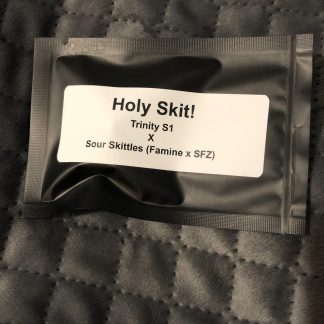 Holy Skit!
Trinity S1
X
Sour Skittles (Famine x SFZ)